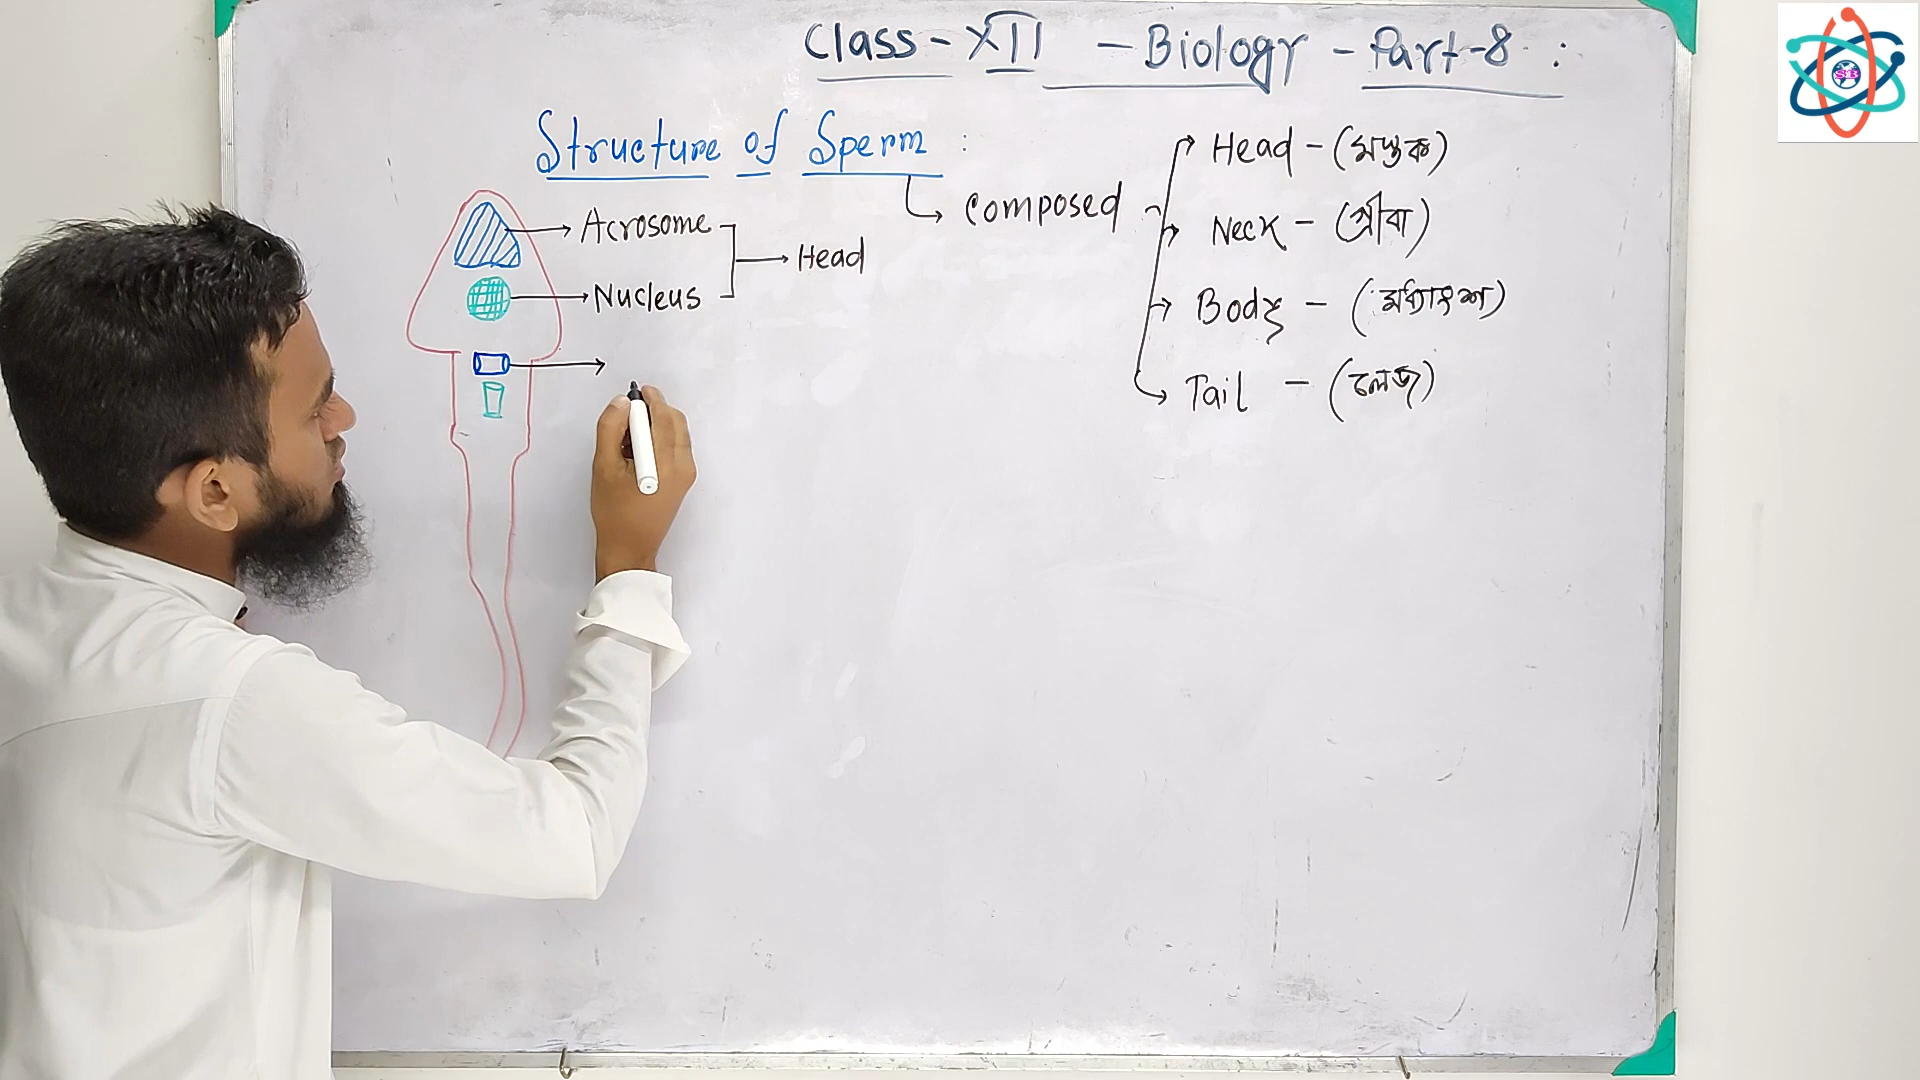 Class - XII - Biology - Part-8 :
Structure of Sperm :
composed
Head - (মস্তক)
Neck - (গ্রীবা)
Body - (মধ্যাংশ)
Tail - (লেজ)
Acrosome
Nucleus
Head
SB